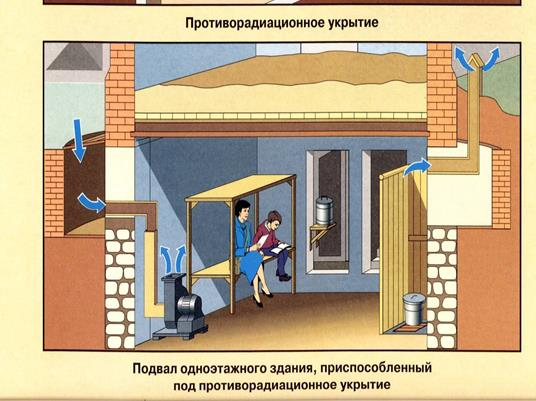 Противорадиационное укрытие
Подвал одноэтажного здания, приспособленный
под противорадиационное укрытие